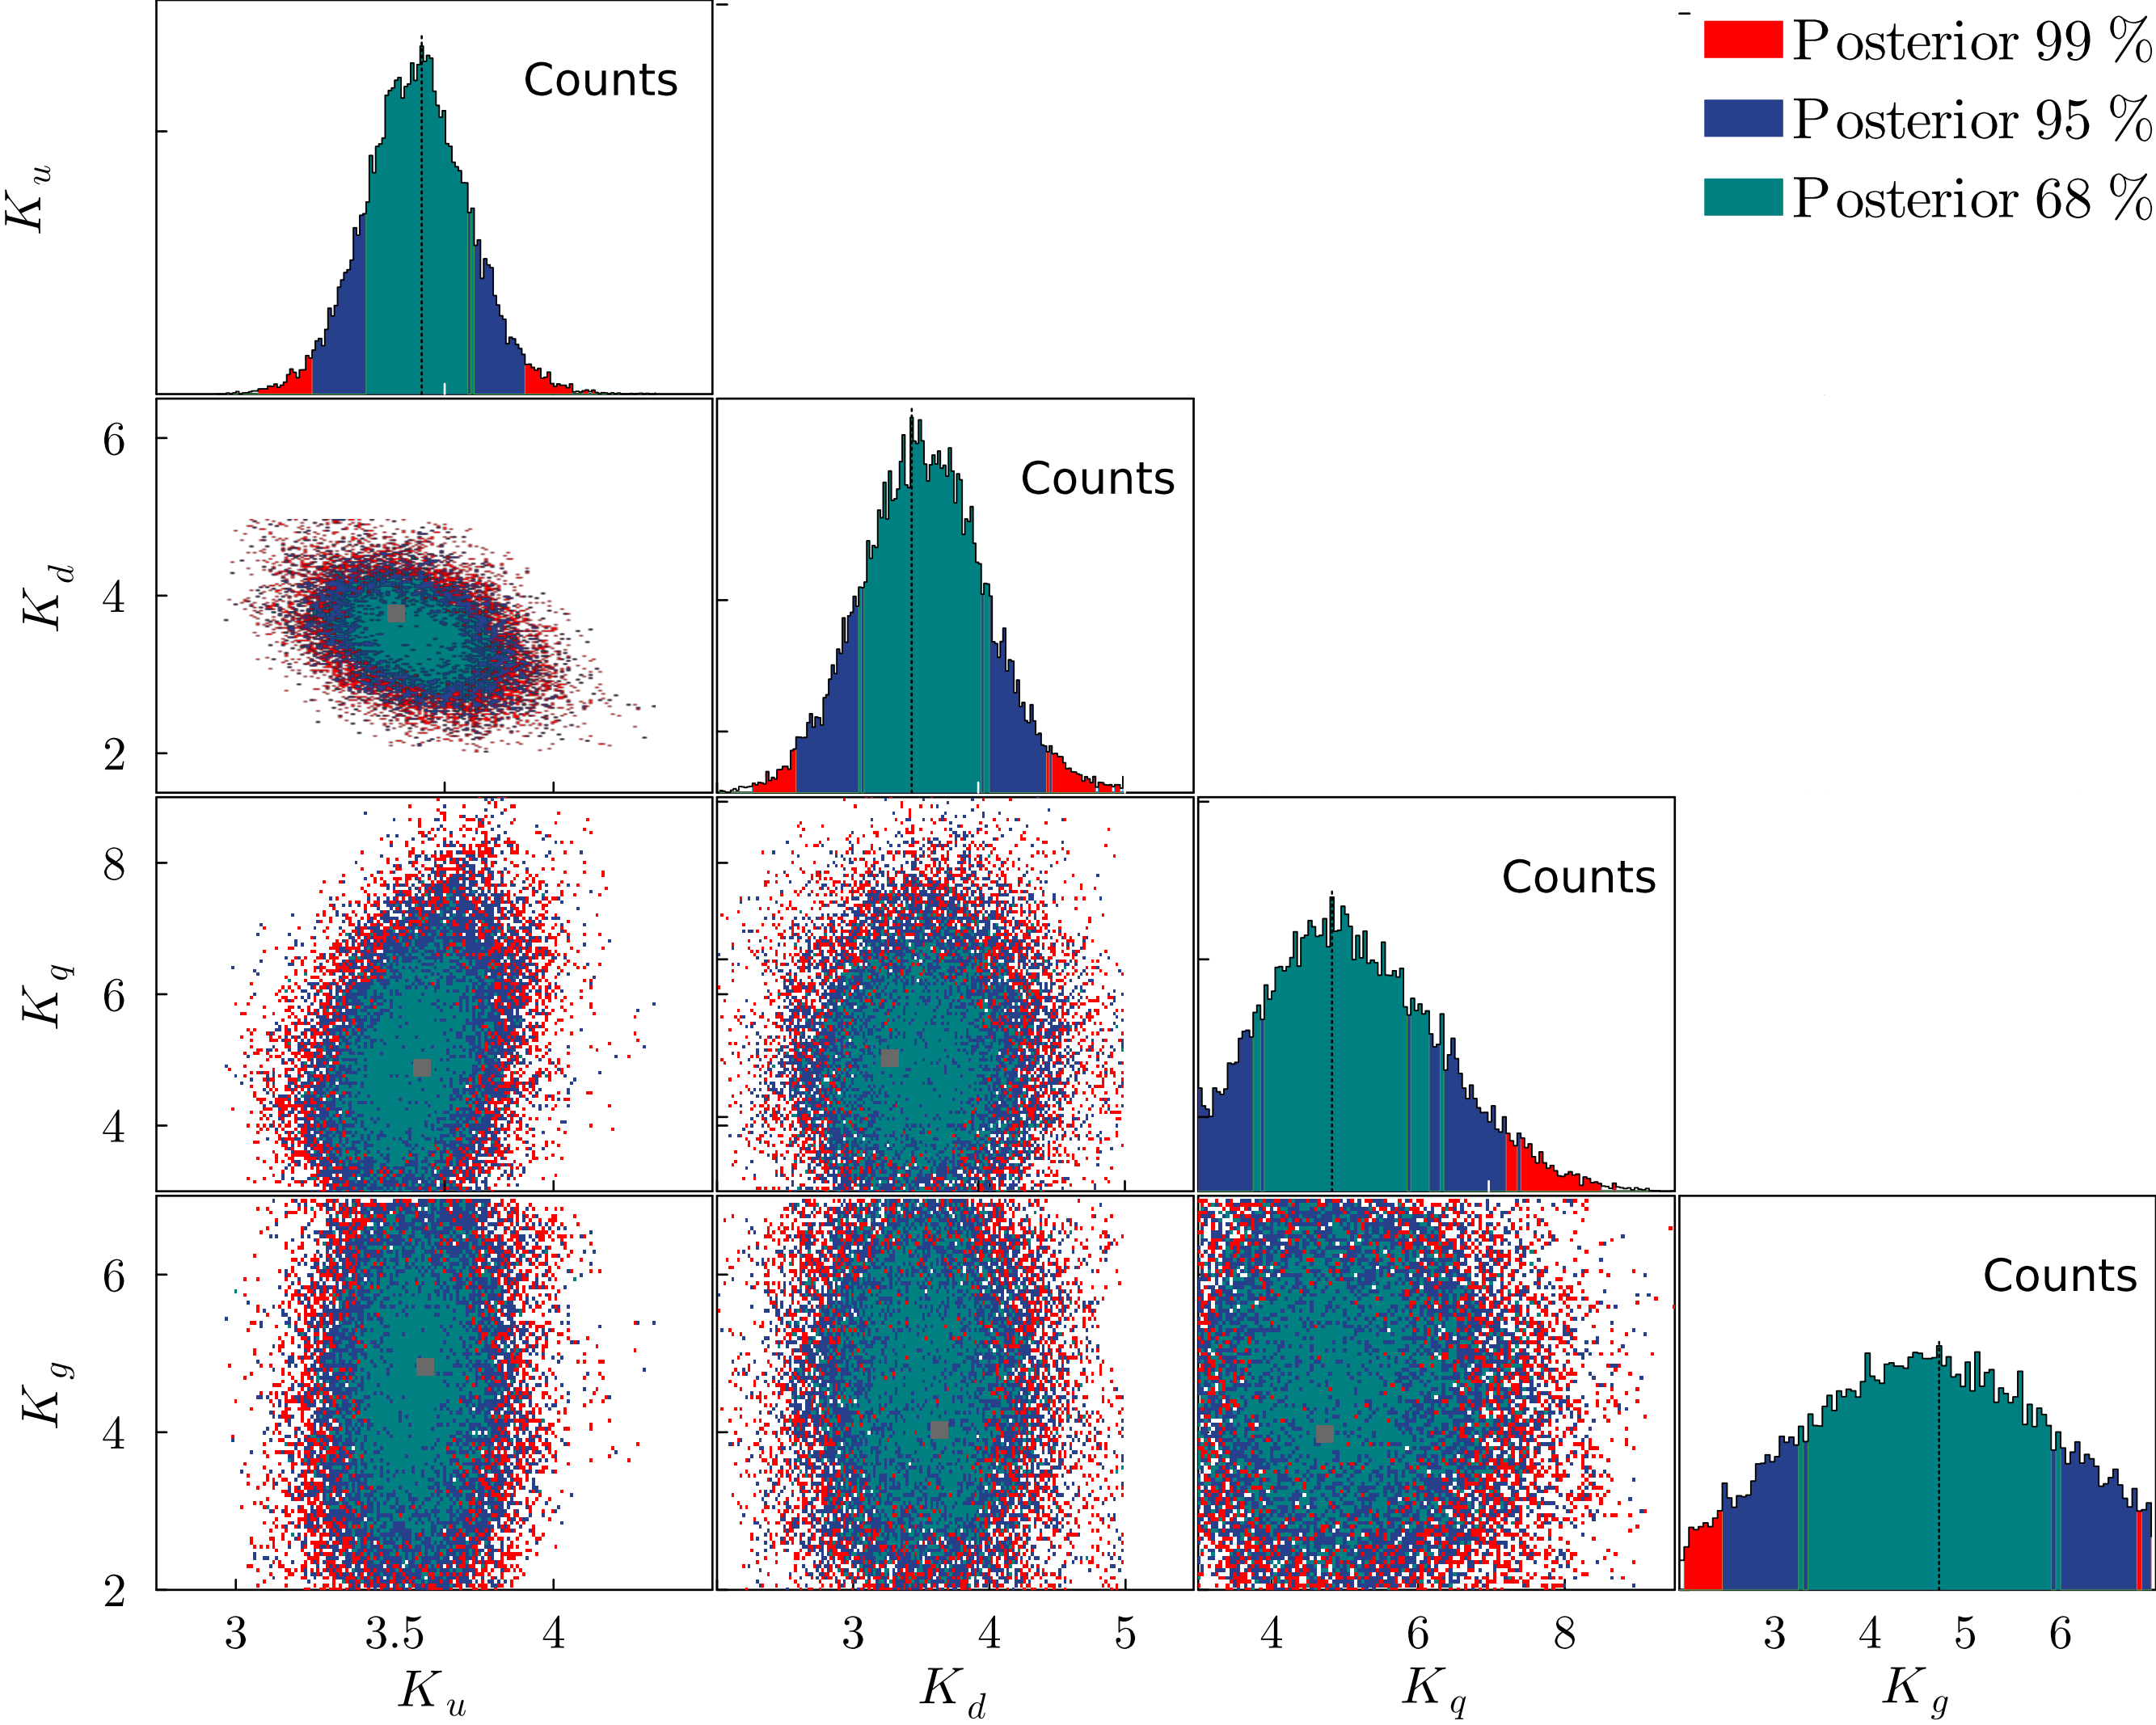 Posterior 99 %
Counts
Posterior 95 %
K_u
Posterior 68 %
6
Counts
K_d
4
2
8
Counts
K_q
6
4
6
Counts
K_g
4
2
3 3.5 4 3 4 5 4 6 8 3 4 5 6
K_u K_d K_q K_g